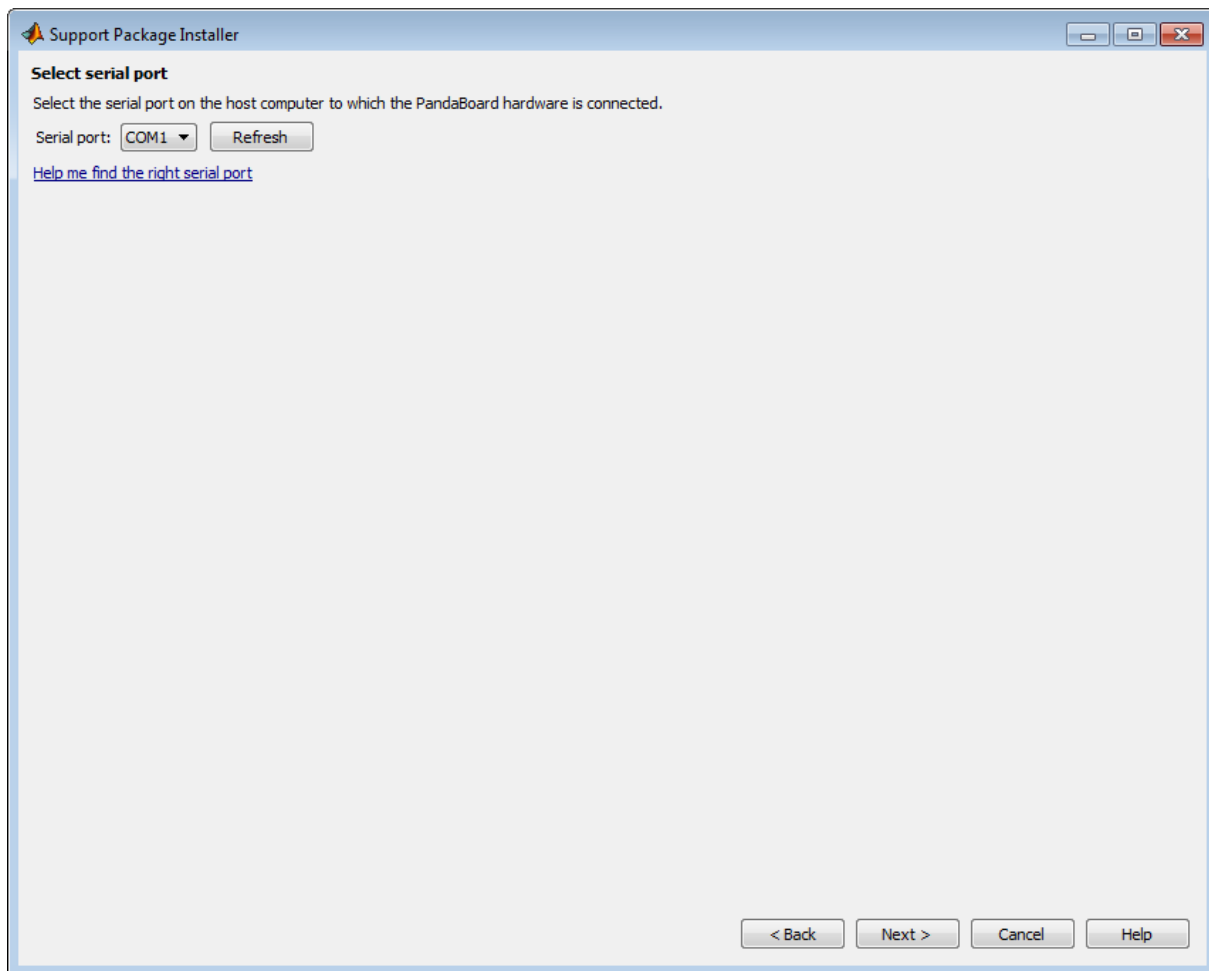 Support Package Installer
Select serial port
Select the serial port on the host computer to which the PandaBoard hardware is connected.
Serial port: COM1 Refresh
Help me find the right serial port
< Back Next > Cancel Help